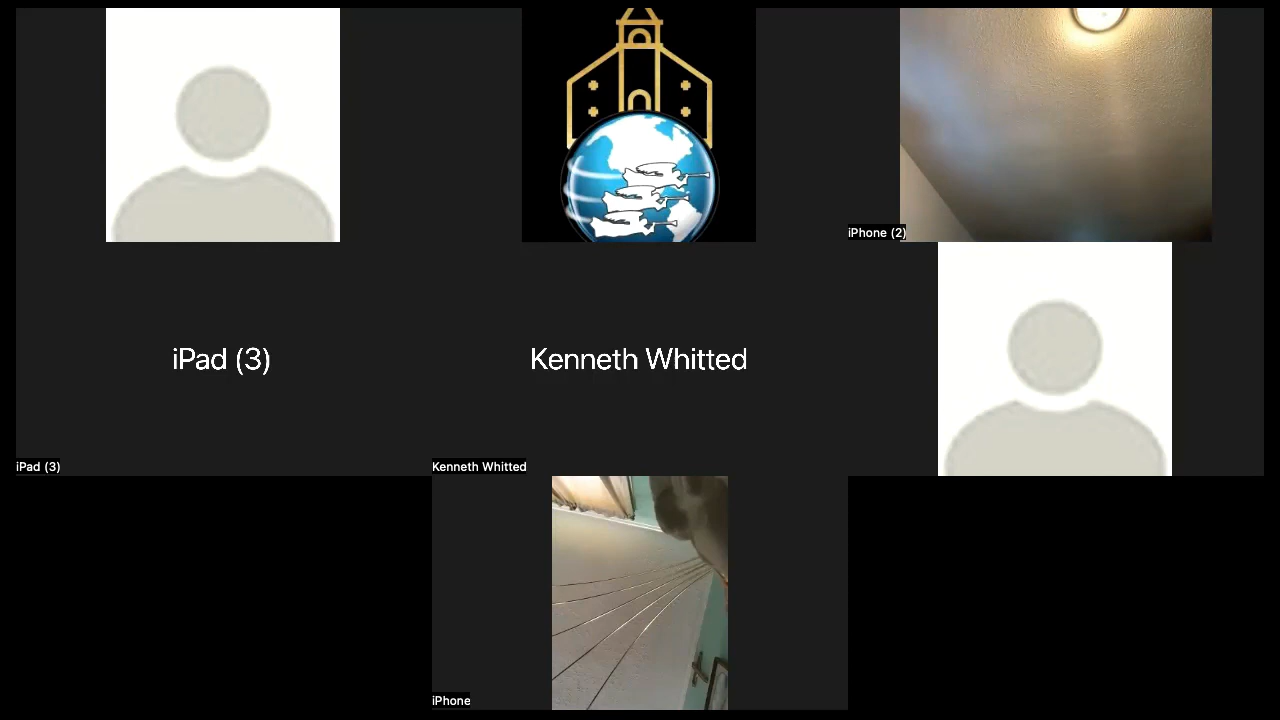 iPhone (2)
iPad (3)
Kenneth Whitted
iPad (3)
Kenneth Whitted
iPhone